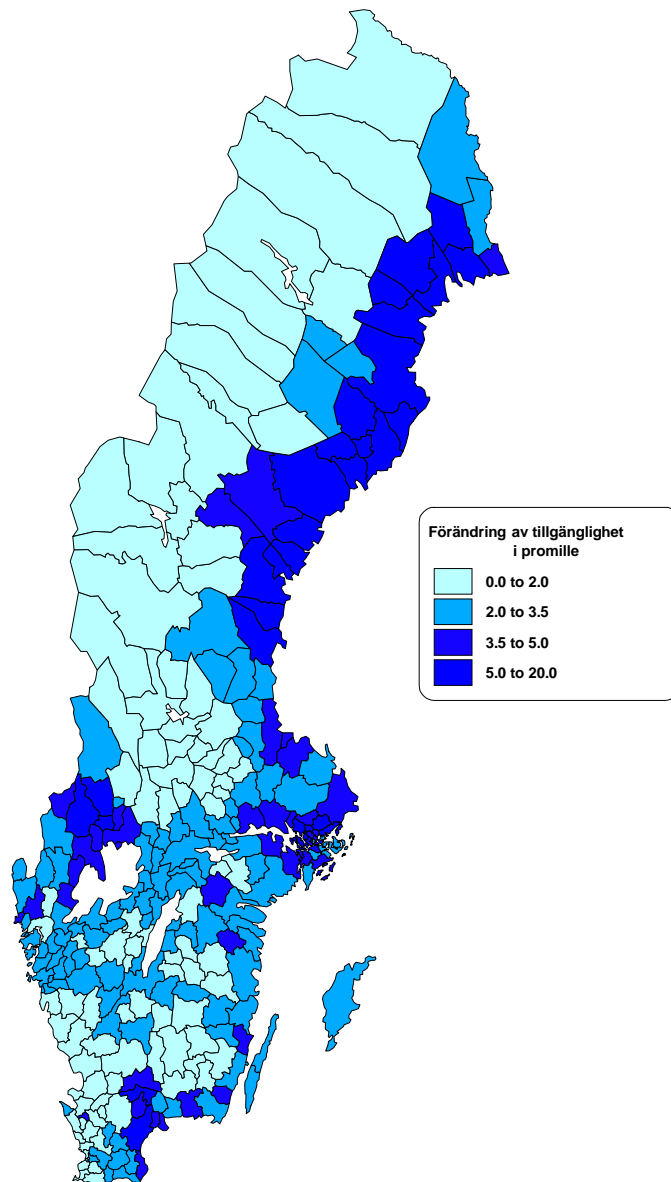 Förändring av tillgänglighet
i promille
0.0 to 2.0
2.0 to 3.5
3.5 to 5.0
5.0 to 20.0